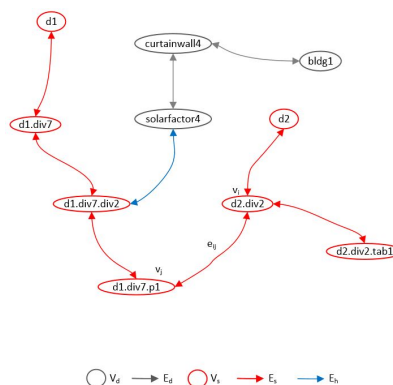 d1
curtainwall4
bldg1
d1.div7
solarfactor4
d2
d1.div7.div2
vi
d2.div2
eij
d2.div2.tab1
vj
d1.div7.p1
Vd Ed Vs Es Eh